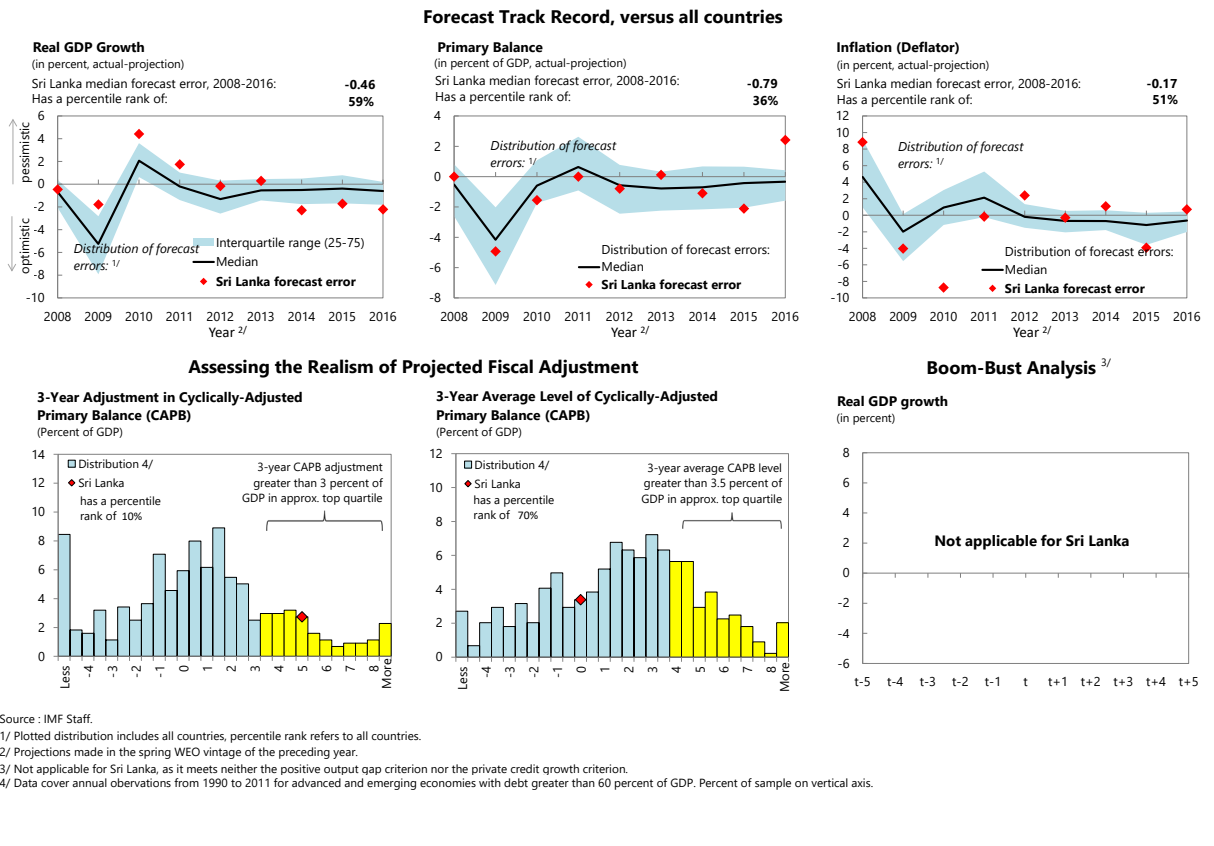 Forecast Track Record, versus all countries
Real GDP Growth
(in percent, actual-projection)
Sri Lanka median forecast error, 2008-2016: -0.46
Has a percentile rank of: 59%
pessimistic
optimistic
6
4
2
0
-2
-4
-6
-8
-10
Distribution of forecast
errors: 1/
Interquartile range (25-75)
Median
Sri Lanka forecast error
2008 2009 2010 2011 2012 2013 2014 2015 2016
Year 2/
Primary Balance
(in percent of GDP, actual-projection)
Sri Lanka median forecast error, 2008-2016: -0.79
Has a percentile rank of: 36%
4
2
0
-2
-4
-6
-8
Distribution of forecast
errors: 1/
Distribution of forecast errors:
Median
Sri Lanka forecast error
2008 2009 2010 2011 2012 2013 2014 2015 2016
Year 2/
Inflation (Deflator)
(in percent, actual-projection)
Sri Lanka median forecast error, 2008-2016: -0.17
Has a percentile rank of: 51%
12
10
8
6
4
2
0
-2
-4
-6
-8
-10
Distribution of forecast
errors: 1/
Distribution of forecast errors:
Median
Sri Lanka forecast error
2008 2009 2010 2011 2012 2013 2014 2015 2016
Year 2/
Assessing the Realism of Projected Fiscal Adjustment
3-Year Adjustment in Cyclically-Adjusted
Primary Balance (CAPB)
(Percent of GDP)
14
12
10
8
6
4
2
0
Distribution 4/
Sri Lanka
has a percentile
rank of 10%
3-year CAPB adjustment
greater than 3 percent of
GDP in approx. top quartile
Less -4 -3 -2 -1 0 1 2 3 4 5 6 7 8 More
3-Year Average Level of Cyclically-Adjusted
Primary Balance (CAPB)
(Percent of GDP)
12
10
8
6
4
2
0
Distribution 4/
Sri Lanka
has a percentile
rank of 70%
3-year average CAPB level
greater than 3.5 percent of
GDP in approx. top quartile
Less -4 -3 -2 -1 0 1 2 3 4 5 6 7 8 More
Boom-Bust Analysis 3/
Real GDP growth
(in percent)
8
6
4
2
0
-2
-4
-6
Not applicable for Sri Lanka
t-5 t-4 t-3 t-2 t-1 t t+1 t+2 t+3 t+4 t+5
Source : IMF Staff.
1/ Plotted distribution includes all countries, percentile rank refers to all countries.
2/ Projections made in the spring WEO vintage of the preceding year.
3/ Not applicable for Sri Lanka, as it meets neither the positive output gap criterion nor the private credit growth criterion.
4/ Data cover annual obervations from 1990 to 2011 for advanced and emerging economies with debt greater than 60 percent of GDP. Percent of sample on vertical axis.